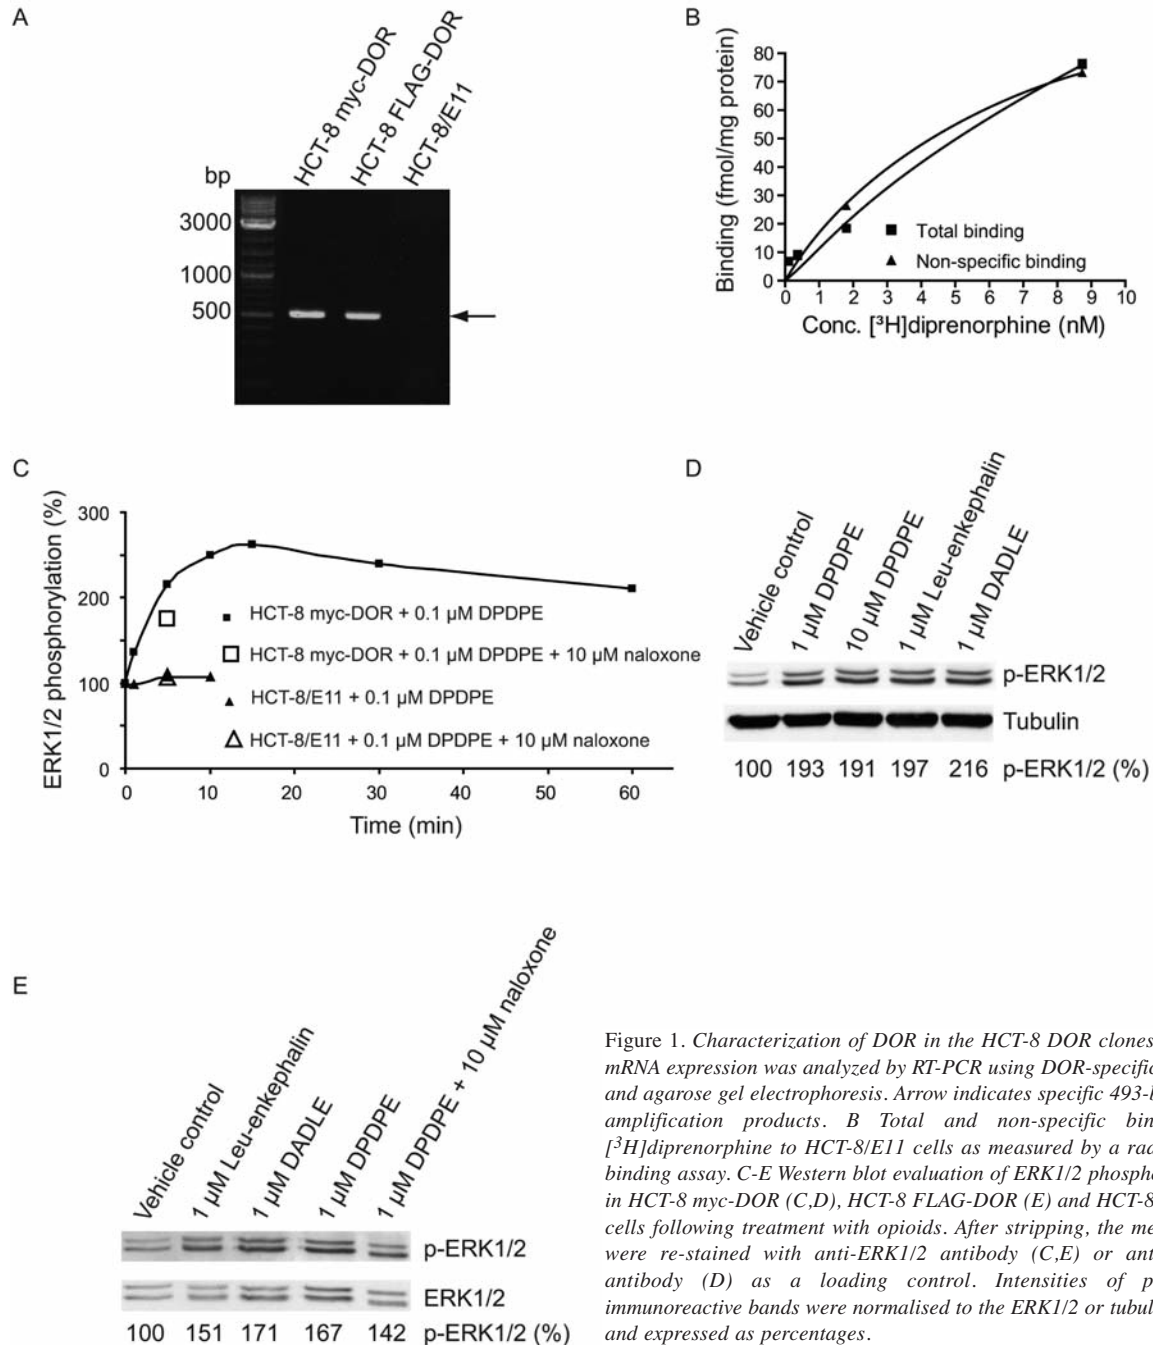 A
HCT-8 myc-DOR
HCT-8 FLAG-DOR
HCT-8/E11
bp
3000
1000
500
B
Binding (fmol/mg protein)
80
70
60
50
40
30
20
10
0
Total binding
Non-specific binding
0 1 2 3 4 5 6 7 8 9 10
Conc. [³H]diprenorphine (nM)
C
ERK1/2 phosphorylation (%)
300
200
100
0
HCT-8 myc-DOR + 0.1 µM DPDPE
HCT-8 myc-DOR + 0.1 µM DPDPE + 10 µM naloxone
HCT-8/E11 + 0.1 µM DPDPE
HCT-8/E11 + 0.1 µM DPDPE + 10 µM naloxone
0 10 20 30 40 50 60
Time (min)
D
Vehicle control
1 µM DPDPE
10 µM DPDPE
1 µM Leu-enkephalin
1 µM DADLE
p-ERK1/2
Tubulin
100 193 191 197 216 p-ERK1/2 (%)
E
Vehicle control
1 µM Leu-enkephalin
1 µM DADLE
1 µM DPDPE
1 µM DPDPE + 10 µM naloxone
p-ERK1/2
ERK1/2
100 151 171 167 142 p-ERK1/2 (%)
Figure 1. Characterization of DOR in the HCT-8 DOR clones
mRNA expression was analyzed by RT-PCR using DOR-specific
and agarose gel electrophoresis. Arrow indicates specific 493-b
amplification products. B Total and non-specific bin
[³H]diprenorphine to HCT-8/E11 cells as measured by a rad
binding assay. C-E Western blot evaluation of ERK1/2 phospho
in HCT-8 myc-DOR (C,D), HCT-8 FLAG-DOR (E) and HCT-8
cells following treatment with opioids. After stripping, the me
were re-stained with anti-ERK1/2 antibody (C,E) or ant
antibody (D) as a loading control. Intensities of p
immunoreactive bands were normalised to the ERK1/2 or tubul
and expressed as percentages.